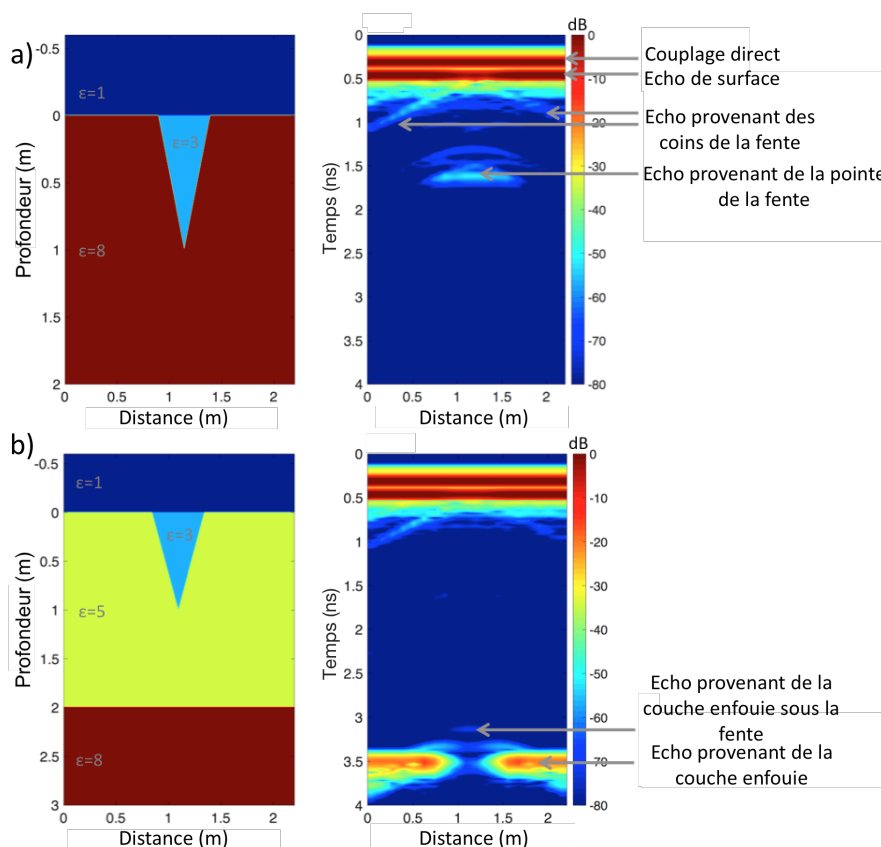 a)
-0.5
0
0.5
1
1.5
2
Profondeur (m)
ε=1
ε=3
ε=8
0 0.5 1 1.5 2
Distance (m)
0
0.5
1
1.5
2
2.5
3
3.5
4
Temps (ns)
0 0.5 1 1.5 2
Distance (m)
dB
0
-10
-20
-30
-40
-50
-60
-70
-80
Couplage direct
Echo de surface
Echo provenant des
coins de la fente
Echo provenant de la pointe
de la fente
b)
-0.5
0
0.5
1
1.5
2
2.5
3
Profondeur (m)
ε=1
ε=3
ε=5
ε=8
0 0.5 1 1.5 2
Distance (m)
0
0.5
1
1.5
2
2.5
3
3.5
4
Temps (ns)
0 0.5 1 1.5 2
Distance (m)
dB
0
-10
-20
-30
-40
-50
-60
-70
-80
Echo provenant de la
couche enfouie sous la
fente
Echo provenant de la
couche enfouie